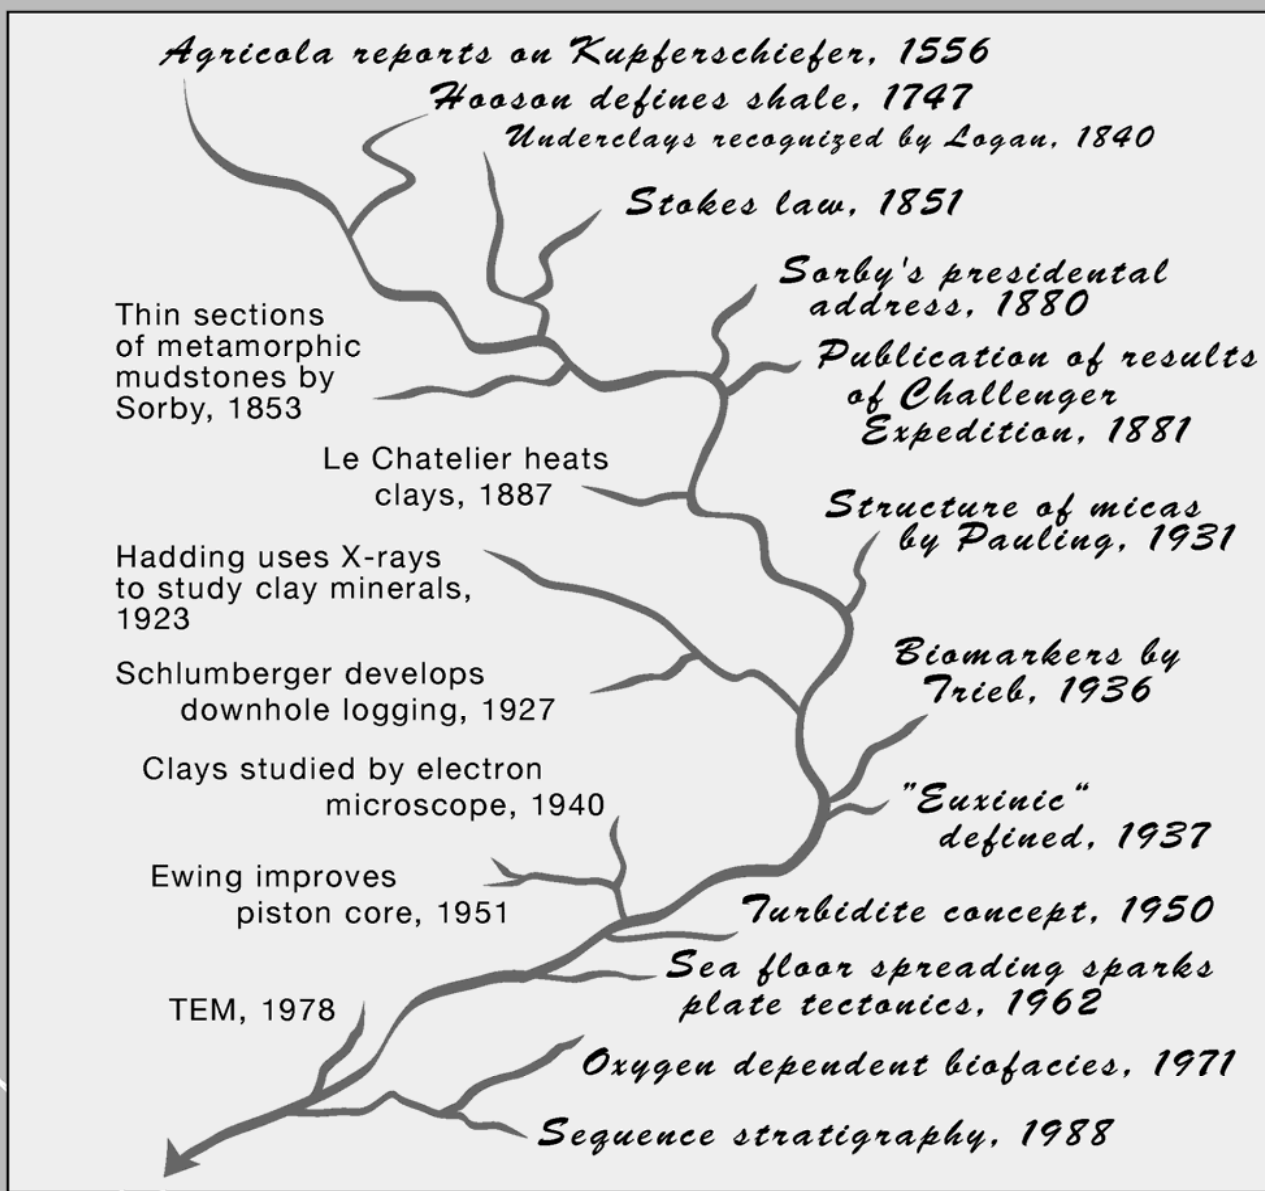 Agricola reports on Kupferschiefer, 1556
Hooson defines shale, 1747
Underclays recognized by Logan, 1840
Stokes law, 1851
Sorby's presidental
address, 1880
Thin sections
of metamorphic
mudstones by
Sorby, 1853
Publication of results
of Challenger
Expedition, 1881
Le Chatelier heats
clays, 1887
Structure of micas
by Pauling, 1931
Hadding uses X-rays
to study clay minerals,
1923
Biomarkers by
Trieb, 1936
Schlumberger develops
downhole logging, 1927
Clays studied by electron
microscope, 1940
"Euxinic"
defined, 1937
Ewing improves
piston core, 1951
Turbidite concept, 1950
Sea floor spreading sparks
plate tectonics, 1962
TEM, 1978
Oxygen dependent biofacies, 1971
Sequence stratigraphy, 1988